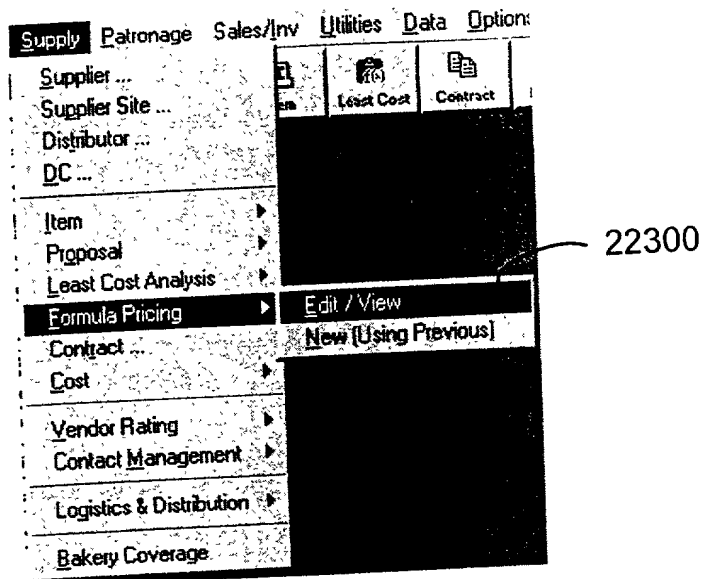 Supply Patronage Sales/Inv Utilities Data Option
Supplier ...
Supplier Site ...
Distributor ...
DC ...
Least Cost Contract
Item
Proposal
Least Cost Analysis
Formula Pricing
Edit / View
New (Using Previous)
22300
Contract ...
Cost
Vendor Rating
Contact Management
Logistics & Distribution
Bakery Coverage